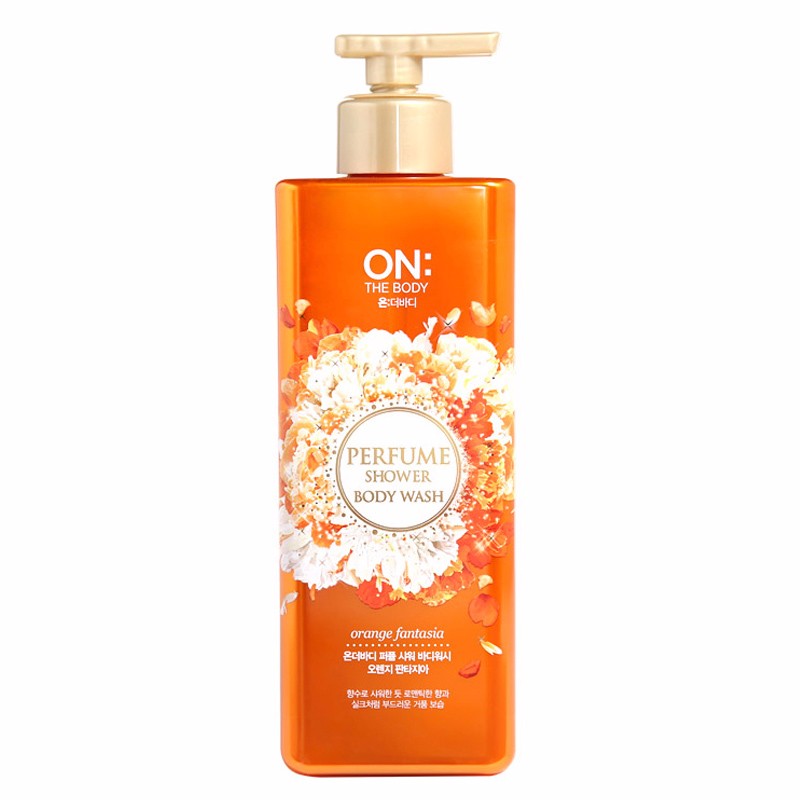 ON:
THE BODY
온:더바디
PERFUME
SHOWER
BODY WASH
orange fantasia
온더바디 퍼퓸 샤워 바디워시
오렌지 판타지아
향수로 샤워한 듯 로맨틱한 향과
실크처럼 부드러운 거품 보습